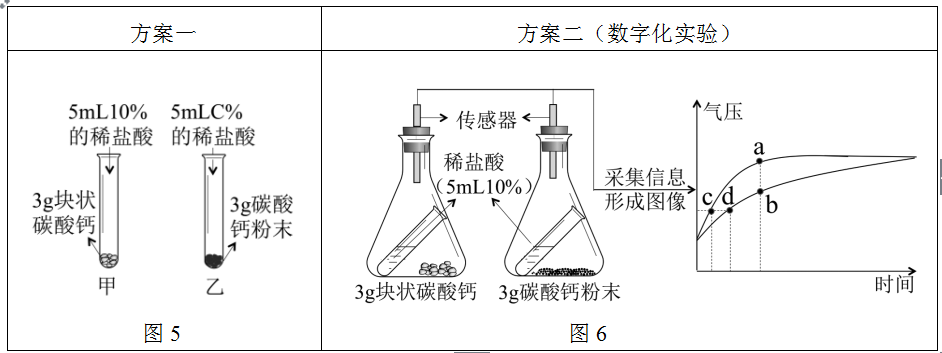 方案一
方案二（数字化实验）
5mL10%
的稀盐酸
5mLC%
的稀盐酸
3g块状
碳酸钙
3g碳酸
钙粉末
甲
乙
图 5
传感器
稀盐酸
（5mL10%）
3g块状碳酸钙
3g碳酸钙粉末
采集信息
形成图像
气压
a
c
d
b
时间
图 6